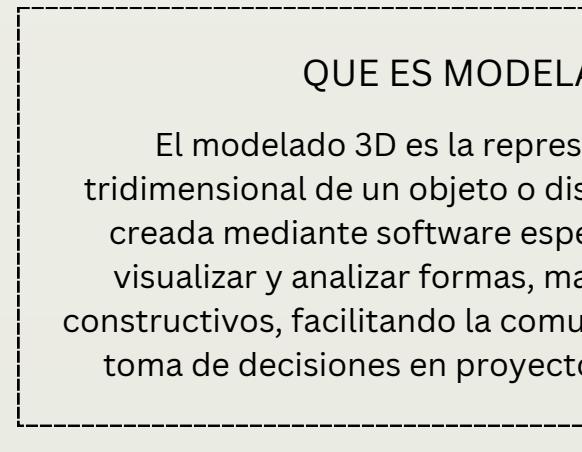 QUE ES MODELA
El modelado 3D es la repres
tridimensional de un objeto o dis
creada mediante software espe
visualizar y analizar formas, ma
constructivos, facilitando la comu
toma de decisiones en proyecto